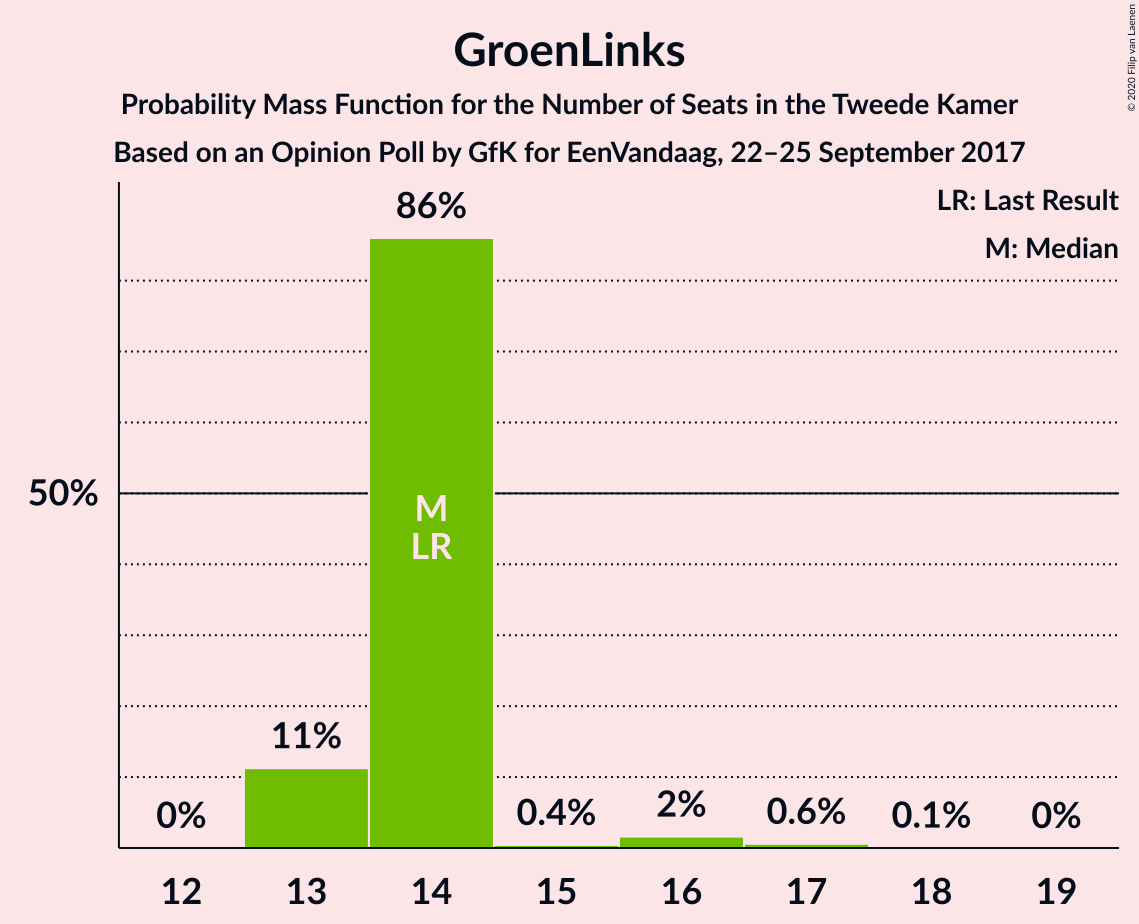 GroenLinks
Probability Mass Function for the Number of Seats in the Tweede Kamer
Based on an Opinion Poll by GfK for EenVandaag, 22–25 September 2017
© 2020 Filip van Laenen
LR: Last Result
M: Median
86%
50%
M
LR
11%
0%
0.4%
2%
0.6%
0.1%
0%
12 13 14 15 16 17 18 19